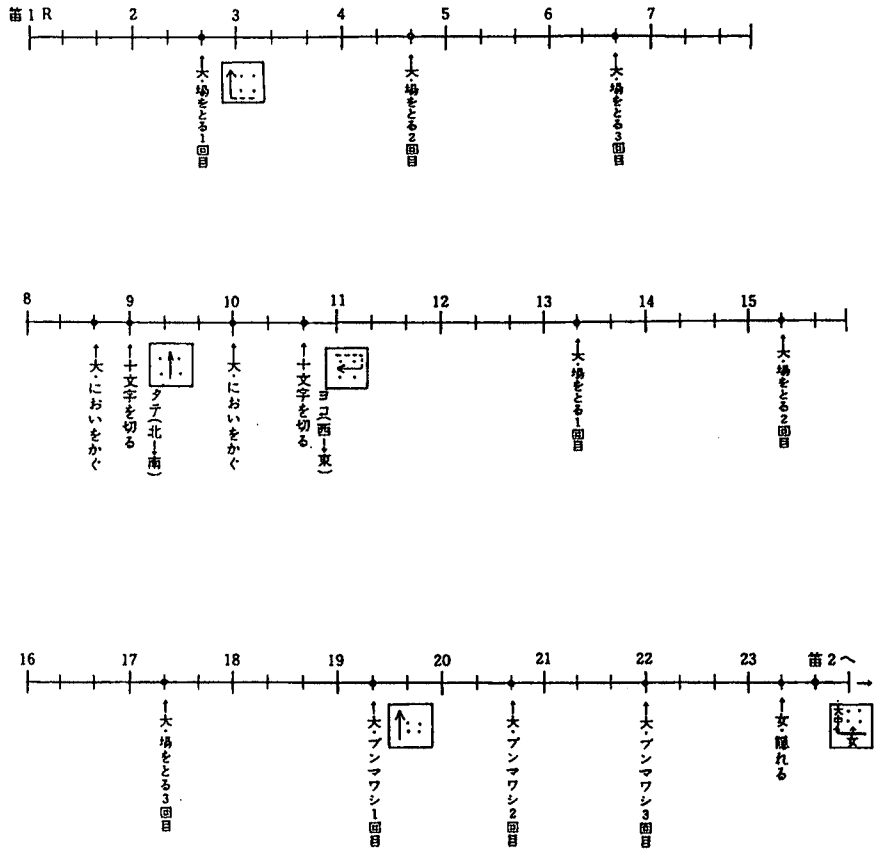 笛1 R 2 3 4 5 6 7
大・場をとる1回目
大・場をとる2回目
大・場をとる3回目
8 9 10 11 12 13 14 15
大・においをかぐ
十文字を切る
タテ(北→南)
大・においをかぐ
十文字を切る
ヨコ(西→東)
大・場をとる1回目
大・場をとる2回目
16 17 18 19 20 21 22 23 笛2へ
大・場をとる3回目
大・ブンマワシ1回目
大・ブンマワシ2回目
大・ブンマワシ3回目
女・隠れる
大中
女